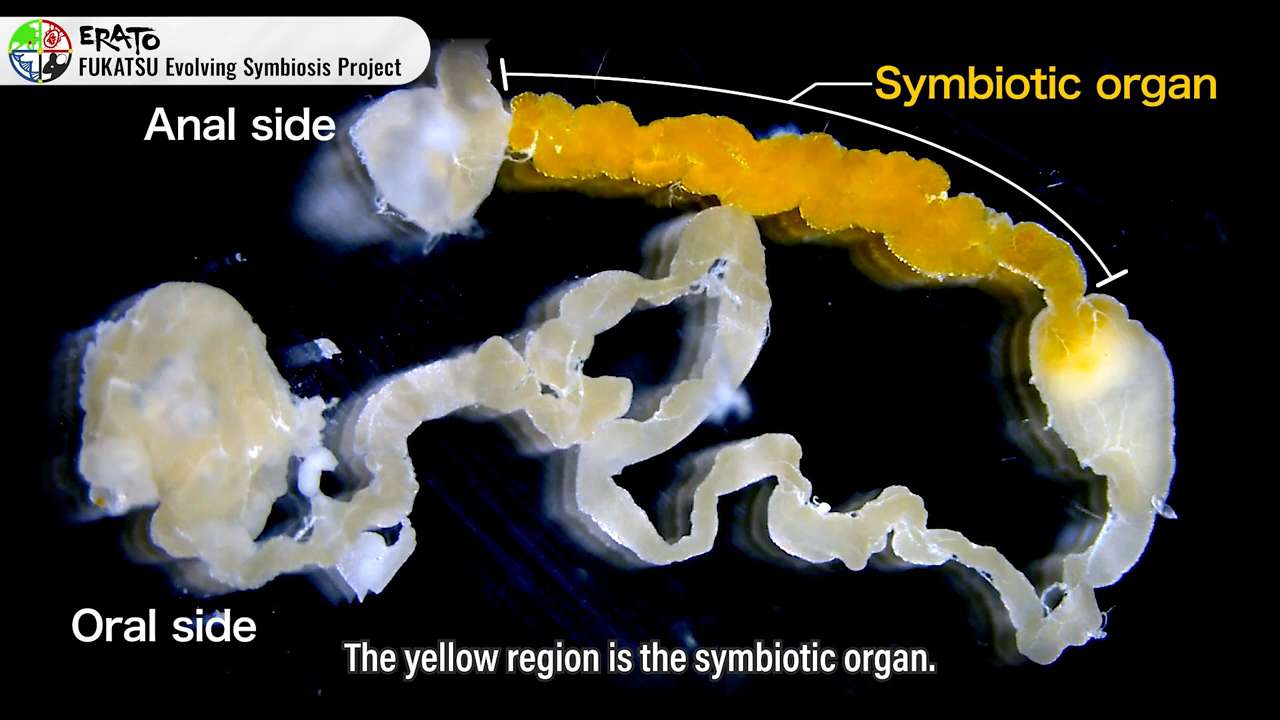 ERATO
FUKATSU Evolving Symbiosis Project
Symbiotic organ
Anal side
Oral side
The yellow region is the symbiotic organ.